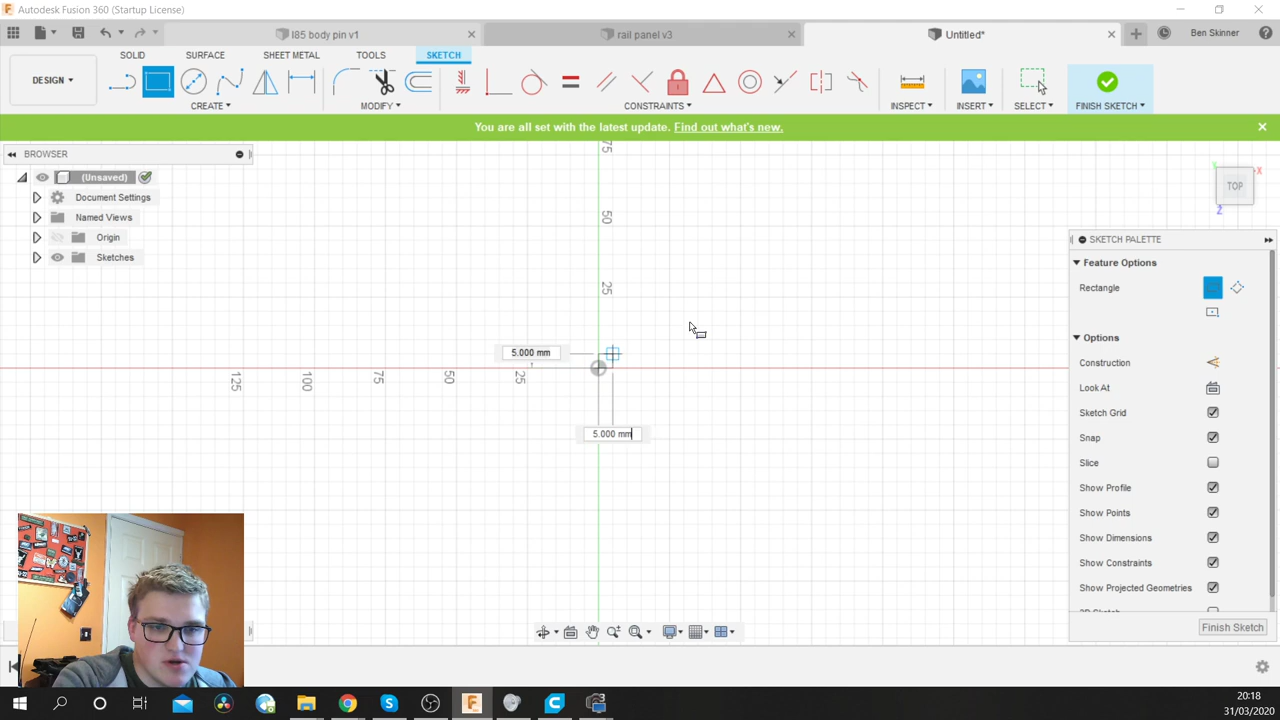 Autodesk Fusion 360 (Startup License)
l85 body pin v1
rail panel v3
Untitled*
Ben Skinner
DESIGN
SOLID
SURFACE
SHEET METAL
TOOLS
SKETCH
CREATE
MODIFY
CONSTRAINTS
INSPECT
INSERT
SELECT
FINISH SKETCH
You are all set with the latest update. Find out what's new.
BROWSER
(Unsaved)
Document Settings
Named Views
Origin
Sketches
75
50
25
125
100
75
50
25
5.000 mm
5.000 mm
TOP
X
Y
Z
SKETCH PALETTE
Feature Options
Rectangle
Options
Construction
Look At
Sketch Grid
Snap
Slice
Show Profile
Show Points
Show Dimensions
Show Constraints
Show Projected Geometries
Finish Sketch
20:18
31/03/2020